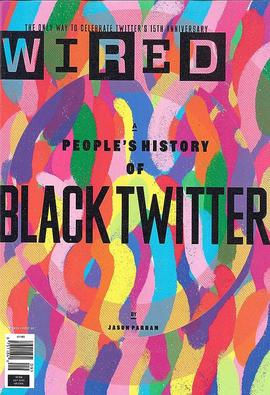 THE ONLY WAY TO CELEBRATE TWITTER'S 15TH ANNIVERSARY
WIRED
A
PEOPLE'S HISTORY
OF
BLACK TWITTER
BY
JASON PARHAM